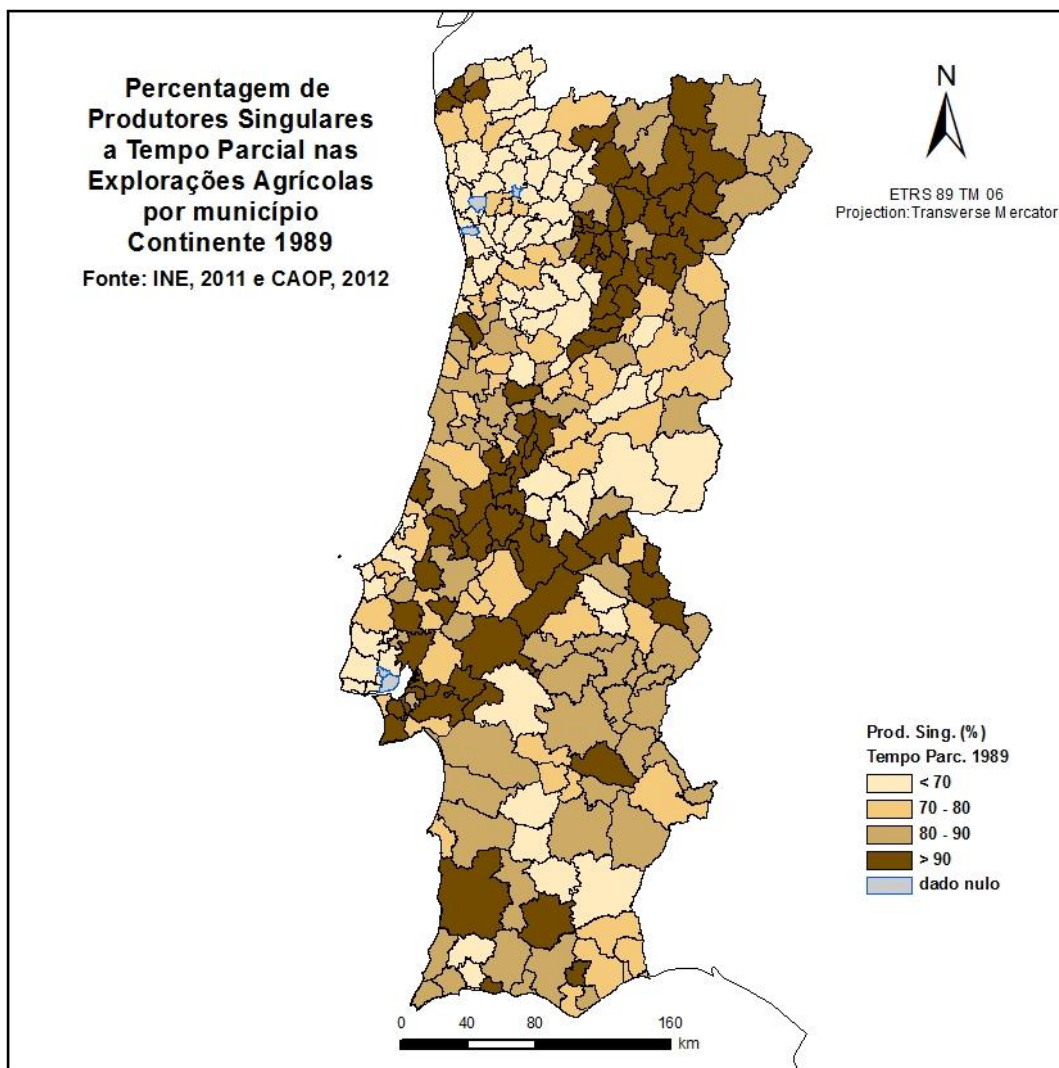 Percentagem de
Produtores Singulares
a Tempo Parcial nas
Explorações Agrícolas
por município
Continente 1989
Fonte: INE, 2011 e CAOP, 2012
N
ETRS 89 TM 06
Projection: Transverse Mercator
Prod. Sing. (%)
Tempo Parc. 1989
< 70
70 - 80
80 - 90
> 90
dado nulo
0 40 80 160
km